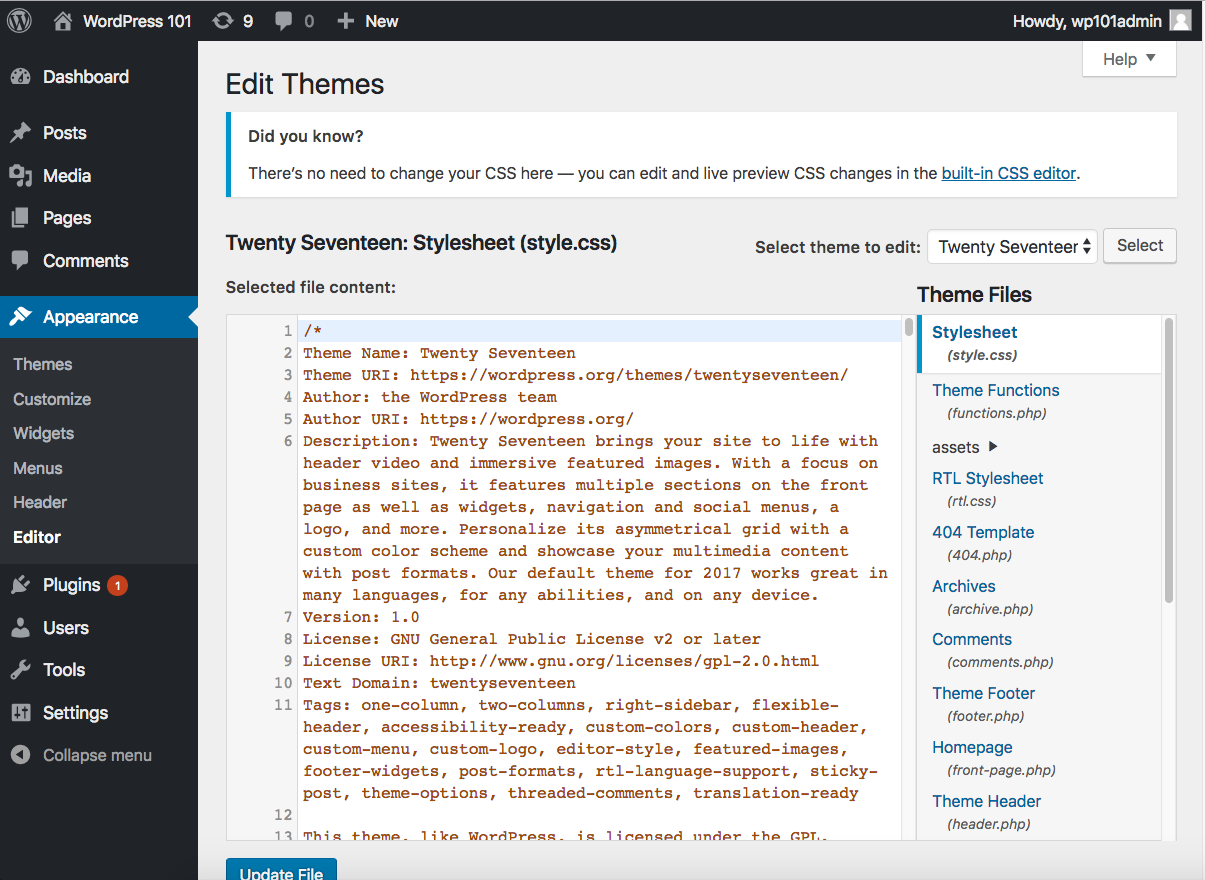 WordPress 101
9
0
New
Howdy, wp101admin
Dashboard
Posts
Media
Pages
Comments
Appearance
Themes
Customize
Widgets
Menus
Header
Editor
Plugins 1
Users
Tools
Settings
Collapse menu
Help
Edit Themes
Did you know?
There’s no need to change your CSS here — you can edit and live preview CSS changes in the built-in CSS editor.
Twenty Seventeen: Stylesheet (style.css)
Select theme to edit:
Twenty Seventeer
Select
Selected file content:
1 /*
2 Theme Name: Twenty Seventeen
3 Theme URI: https://wordpress.org/themes/twentyseventeen/
4 Author: the WordPress team
5 Author URI: https://wordpress.org/
6 Description: Twenty Seventeen brings your site to life with
header video and immersive featured images. With a focus on
business sites, it features multiple sections on the front
page as well as widgets, navigation and social menus, a
logo, and more. Personalize its asymmetrical grid with a
custom color scheme and showcase your multimedia content
with post formats. Our default theme for 2017 works great in
many languages, for any abilities, and on any device.
7 Version: 1.0
8 License: GNU General Public License v2 or later
9 License URI: http://www.gnu.org/licenses/gpl-2.0.html
10 Text Domain: twentyseventeen
11 Tags: one-column, two-columns, right-sidebar, flexible-
header, accessibility-ready, custom-colors, custom-header,
custom-menu, custom-logo, editor-style, featured-images,
footer-widgets, post-formats, rtl-language-support, sticky-
post, theme-options, threaded-comments, translation-ready
12
13 This theme, like WordPress, is licensed under the GPL.
Theme Files
Stylesheet
(style.css)
Theme Functions
(functions.php)
assets
RTL Stylesheet
(rtl.css)
404 Template
(404.php)
Archives
(archive.php)
Comments
(comments.php)
Theme Footer
(footer.php)
Homepage
(front-page.php)
Theme Header
(header.php)
Update File